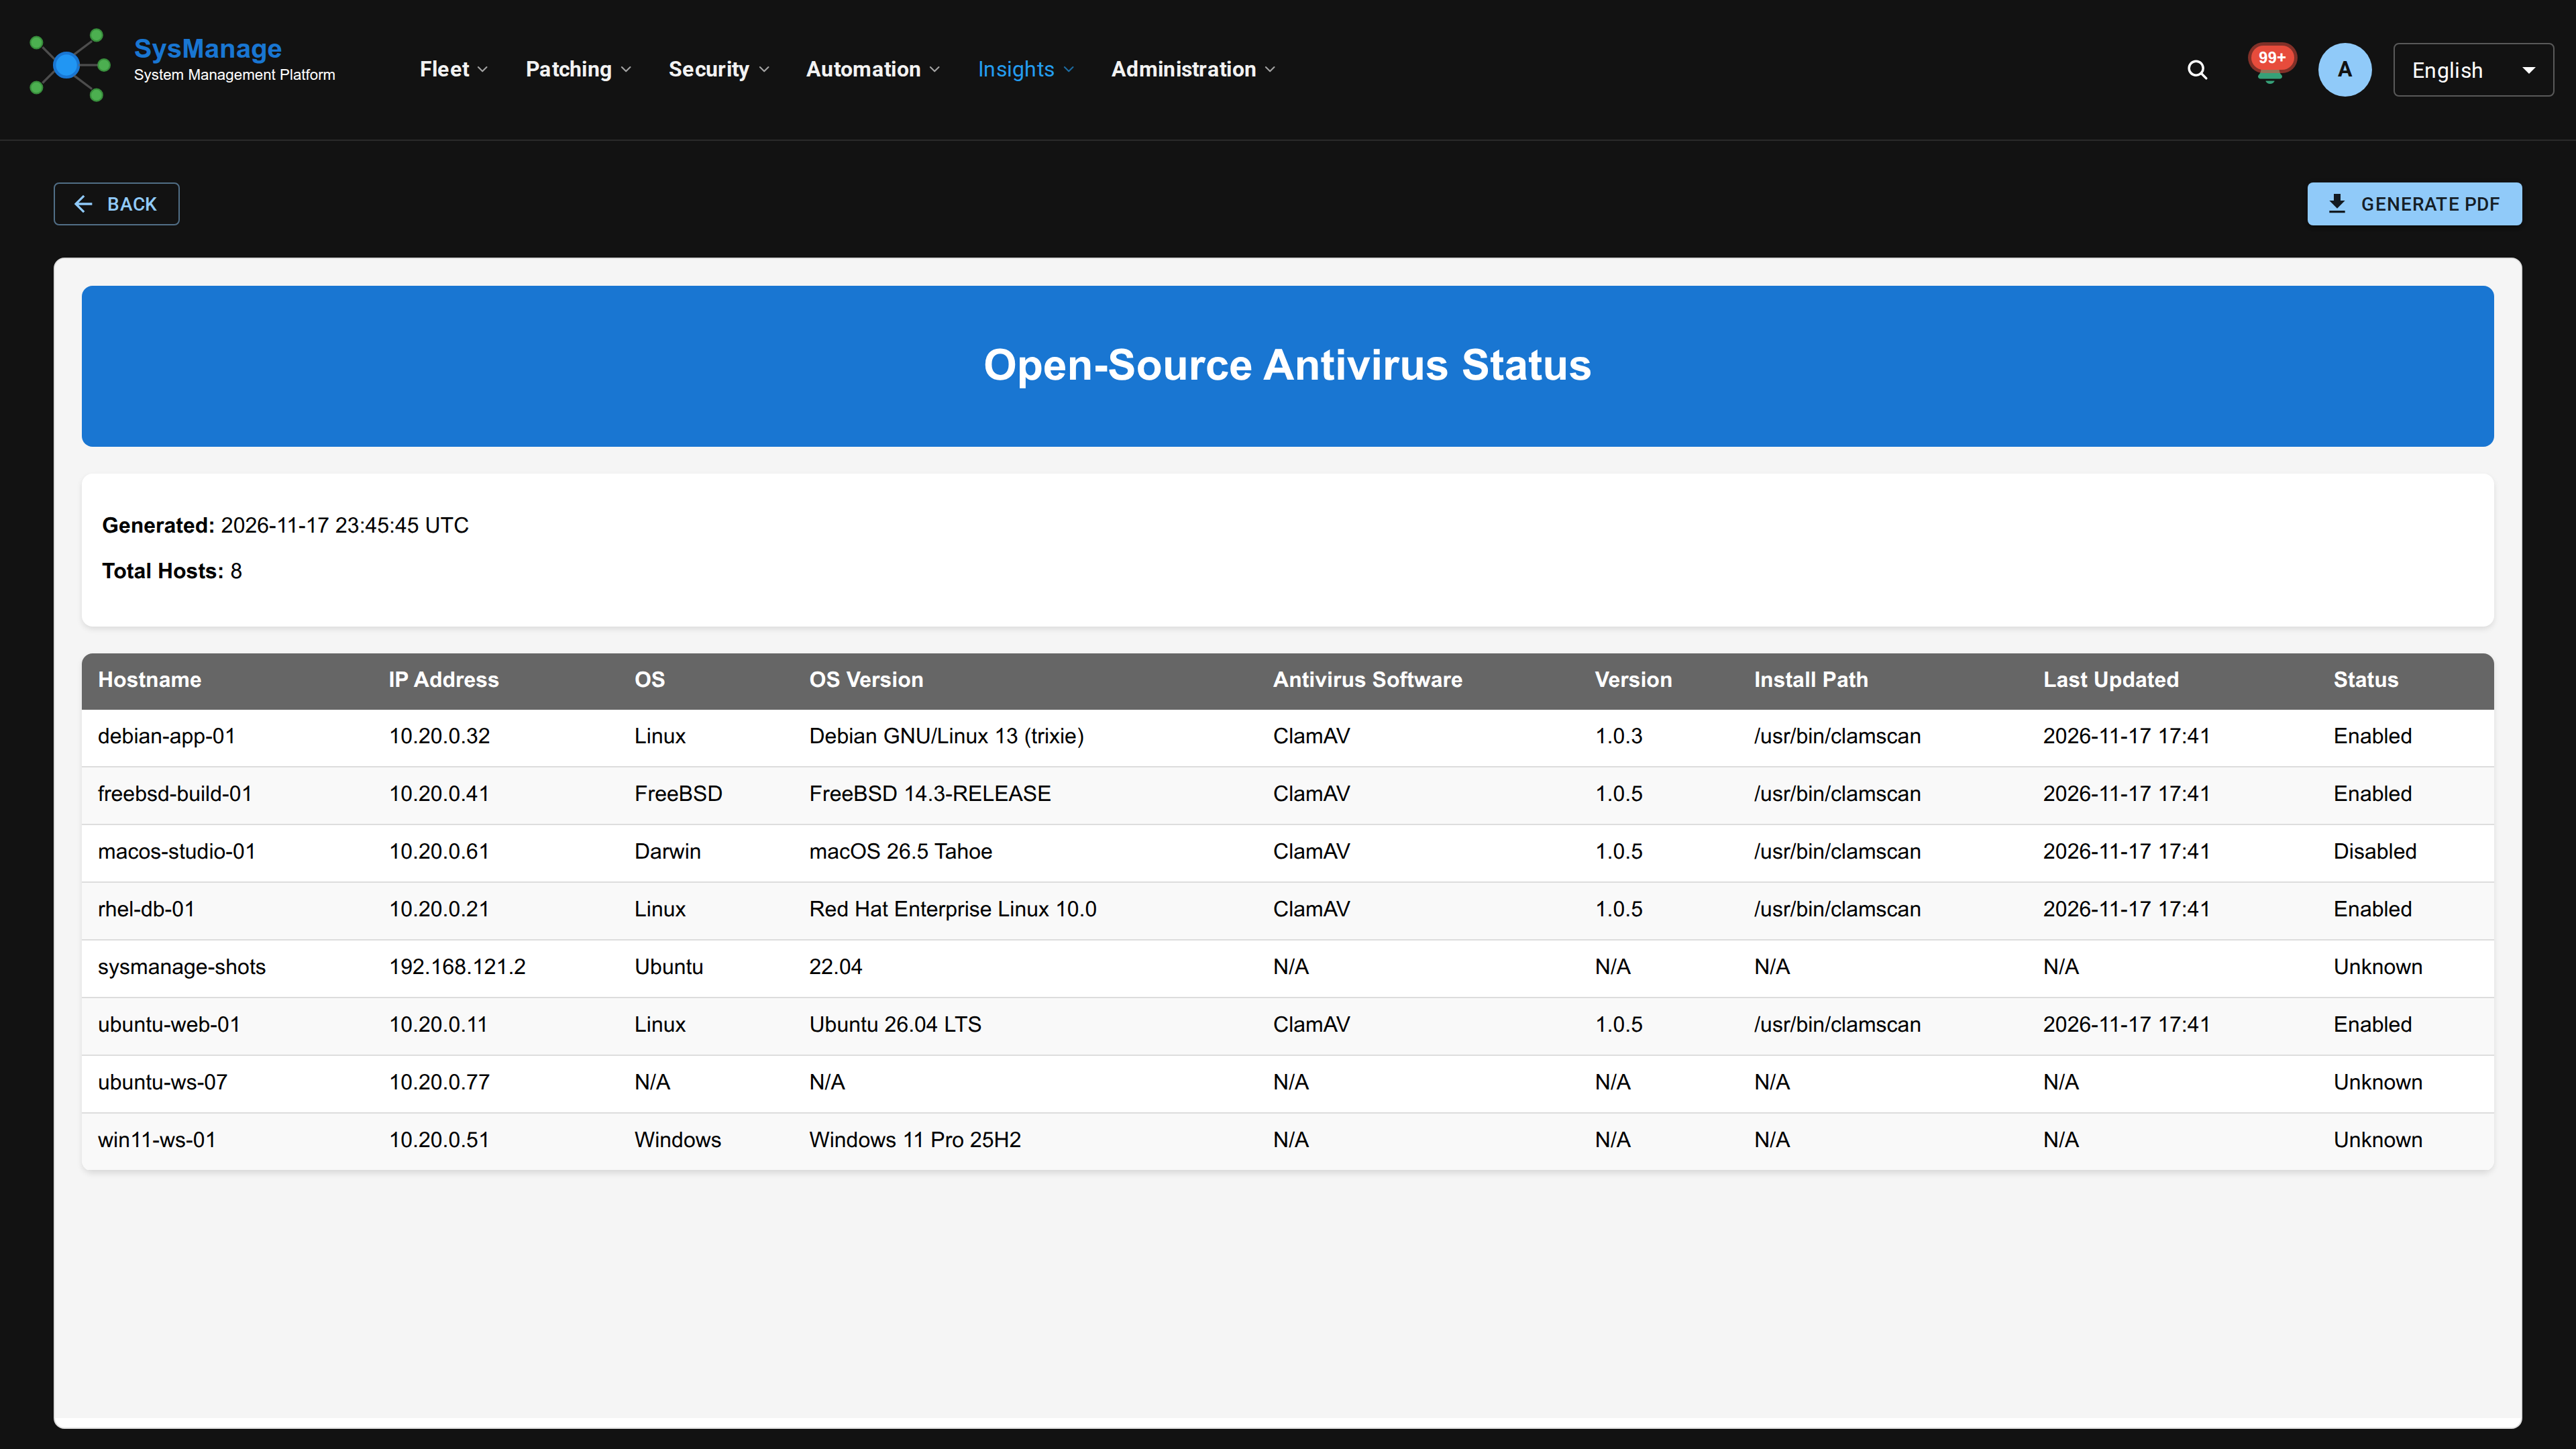 SysManage
System Management Platform
Fleet Patching Security Automation Insights Administration
99+
A
English
BACK
GENERATE PDF
Open-Source Antivirus Status
Generated: 2026-11-17 23:45:45 UTC
Total Hosts: 8
Hostname IP Address OS OS Version Antivirus Software Version Install Path Last Updated Status
debian-app-01 10.20.0.32 Linux Debian GNU/Linux 13 (trixie) ClamAV 1.0.3 /usr/bin/clamscan 2026-11-17 17:41 Enabled
freebsd-build-01 10.20.0.41 FreeBSD FreeBSD 14.3-RELEASE ClamAV 1.0.5 /usr/bin/clamscan 2026-11-17 17:41 Enabled
macos-studio-01 10.20.0.61 Darwin macOS 26.5 Tahoe ClamAV 1.0.5 /usr/bin/clamscan 2026-11-17 17:41 Disabled
rhel-db-01 10.20.0.21 Linux Red Hat Enterprise Linux 10.0 ClamAV 1.0.5 /usr/bin/clamscan 2026-11-17 17:41 Enabled
sysmanage-shots 192.168.121.2 Ubuntu 22.04 N/A N/A N/A N/A Unknown
ubuntu-web-01 10.20.0.11 Linux Ubuntu 26.04 LTS ClamAV 1.0.5 /usr/bin/clamscan 2026-11-17 17:41 Enabled
ubuntu-ws-07 10.20.0.77 N/A N/A N/A N/A N/A N/A Unknown
win11-ws-01 10.20.0.51 Windows Windows 11 Pro 25H2 N/A N/A N/A N/A Unknown